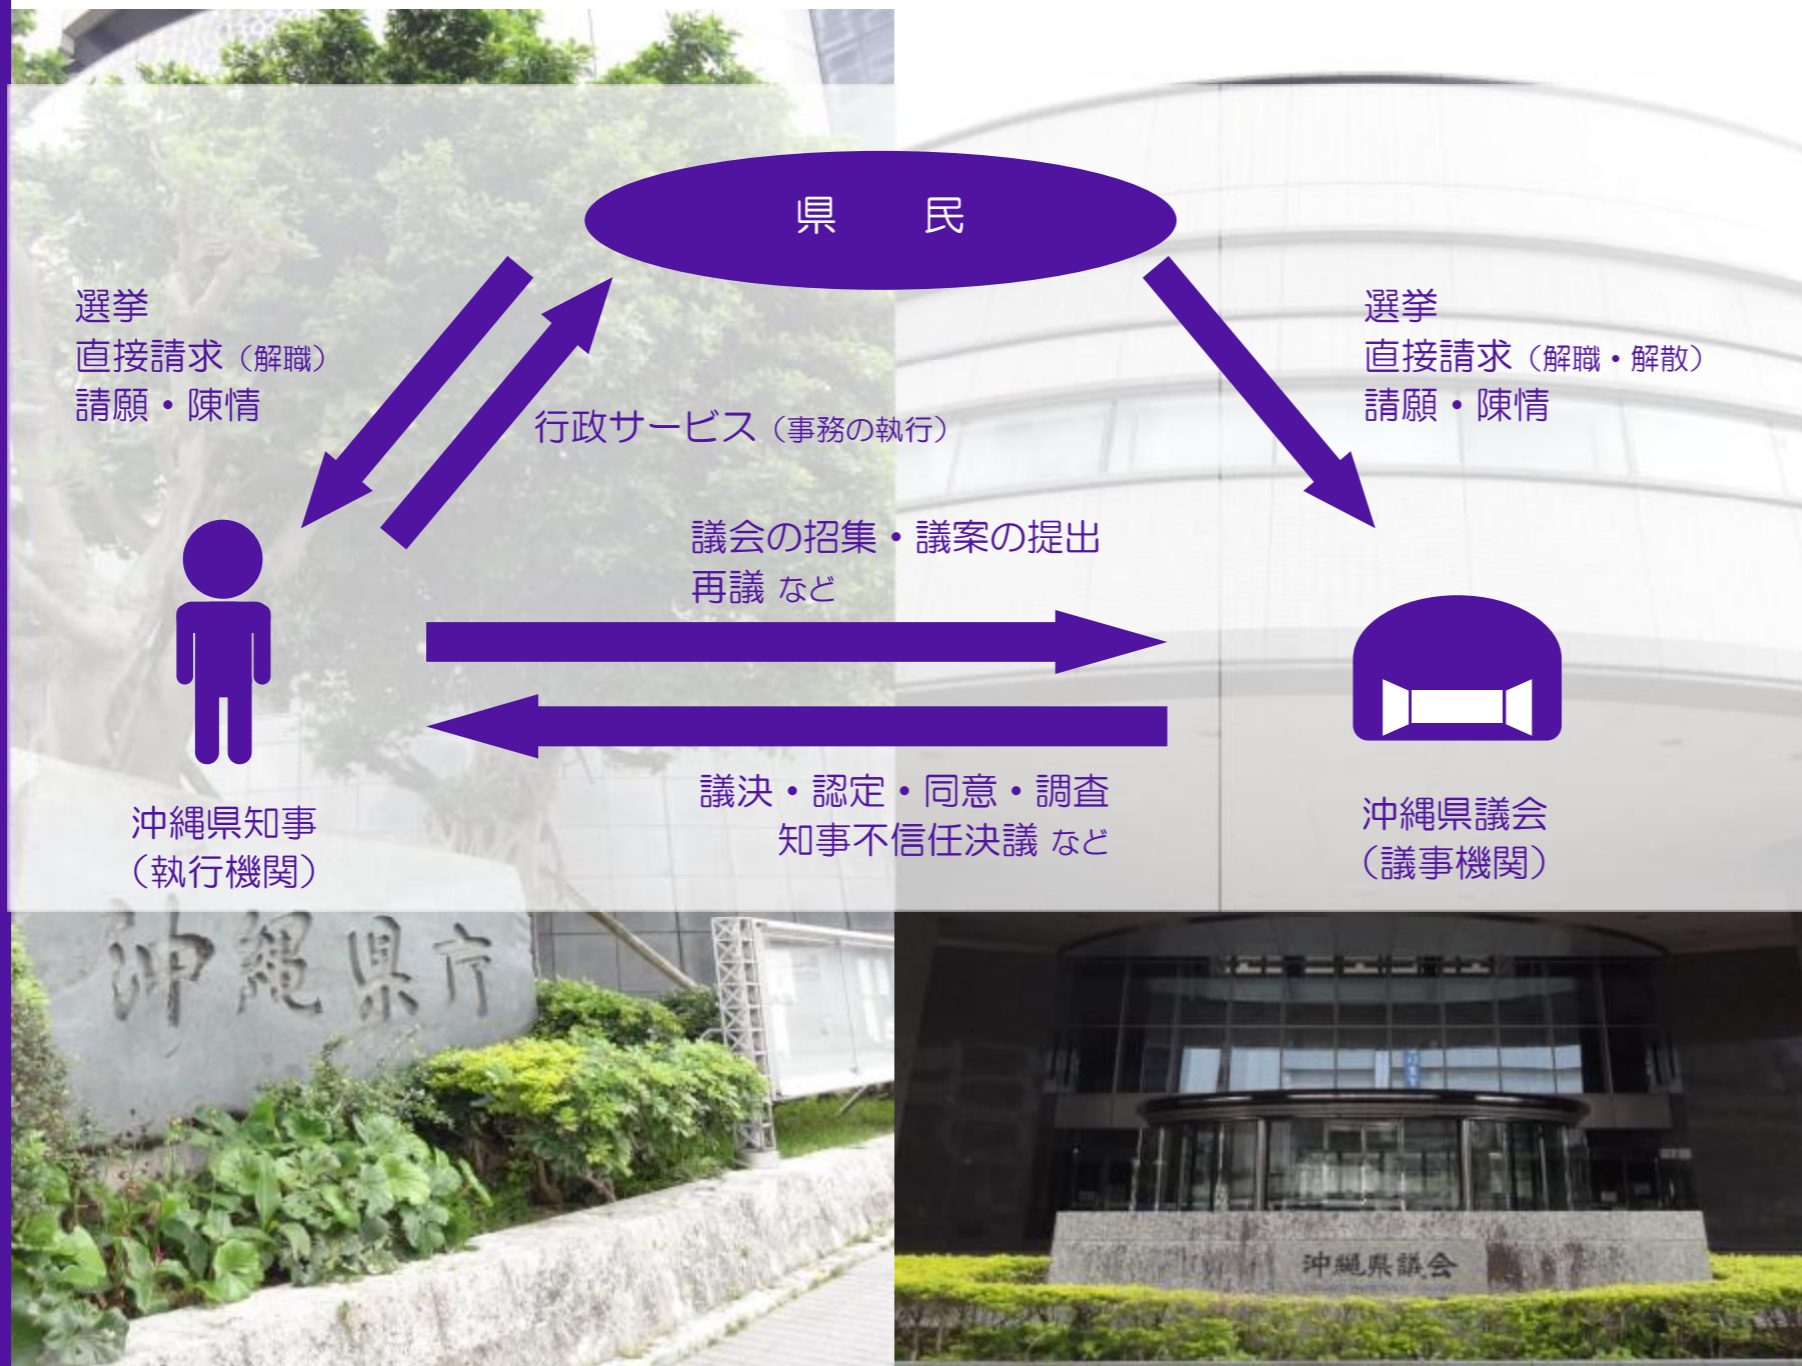 県　民
選挙
直接請求（解職）
請願・陳情
選挙
直接請求（解職・解散）
請願・陳情
行政サービス（事務の執行）
議会の招集・議案の提出
再議 など
議決・認定・同意・調査
知事不信任決議 など
沖縄県知事
（執行機関）
沖縄県議会
（議事機関）
沖縄県庁
沖縄県議会